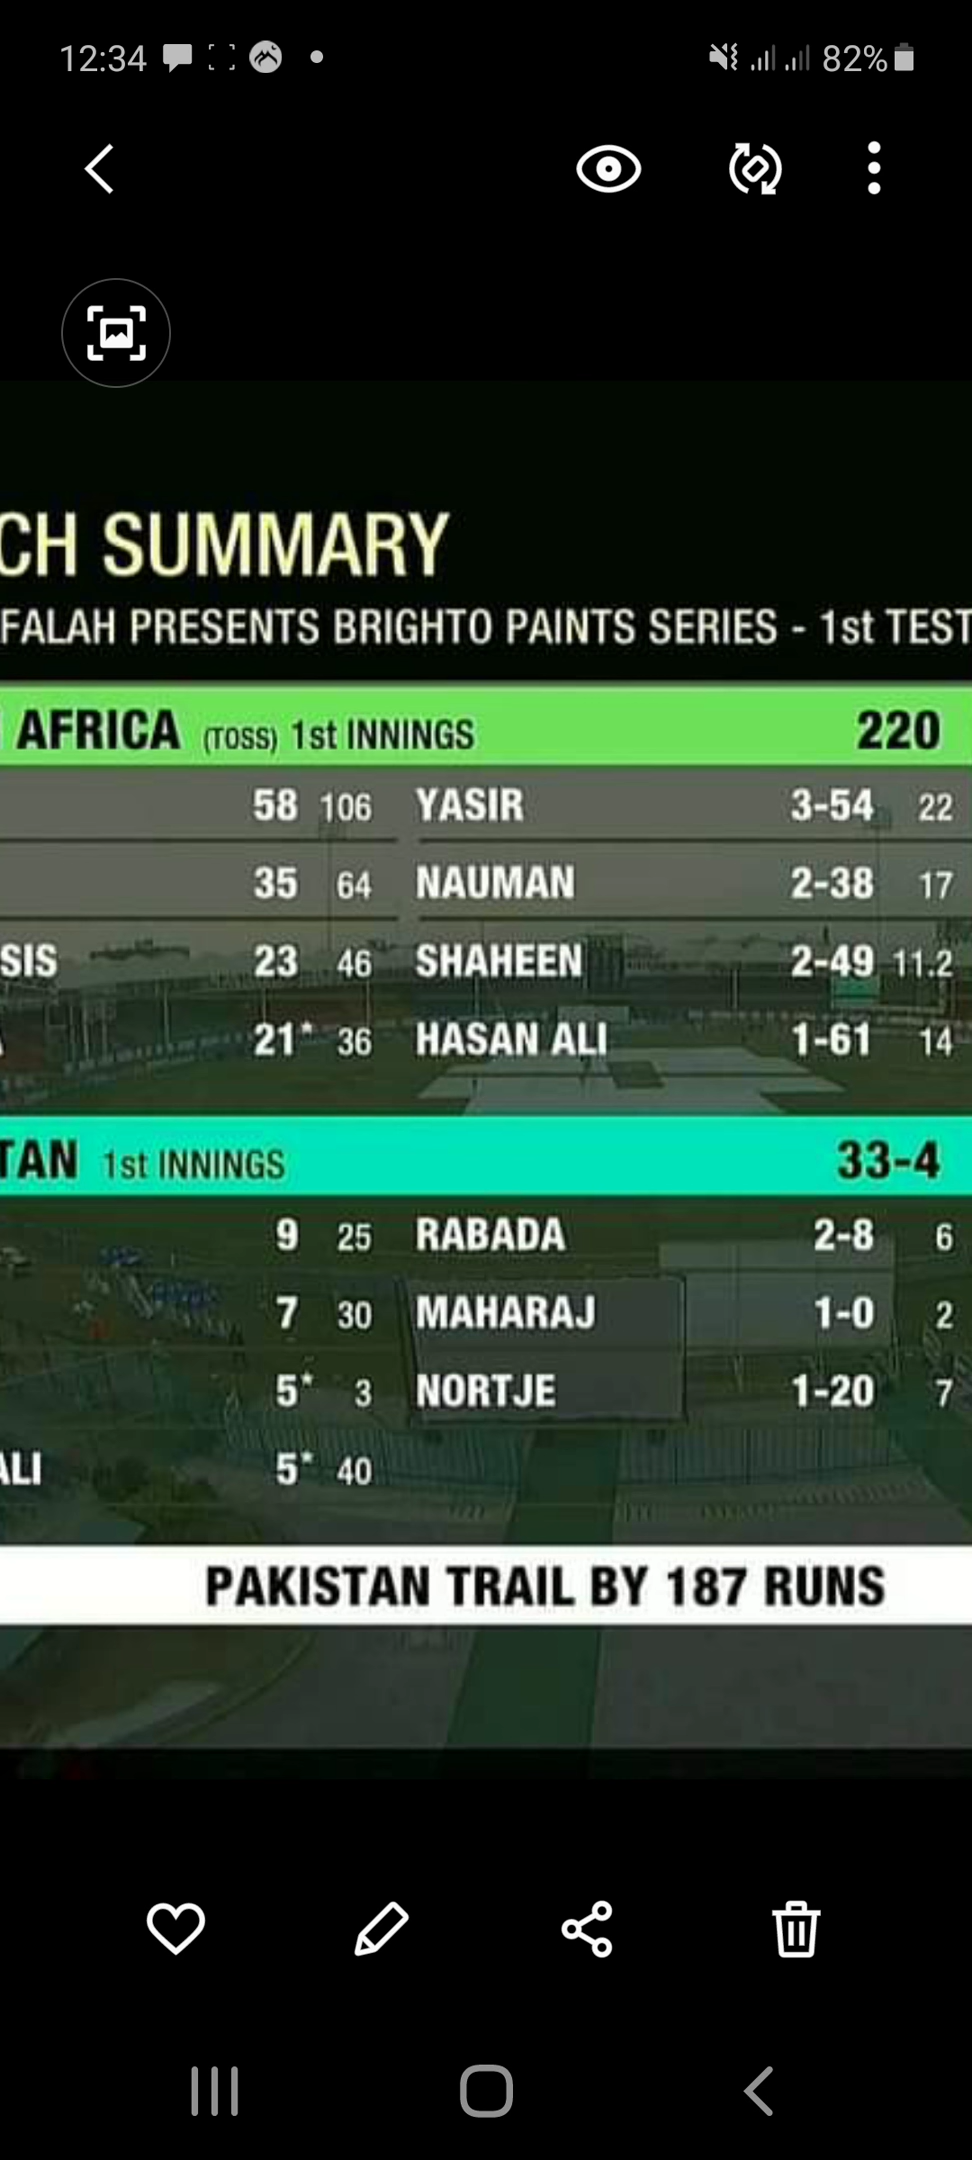 12:34 82%
CH SUMMARY
FALAH PRESENTS BRIGHTO PAINTS SERIES - 1st TEST
AFRICA (TOSS) 1st INNINGS 220
58 106 YASIR 3-54 22
35 64 NAUMAN 2-38 17
SIS 23 46 SHAHEEN 2-49 11.2
21* 36 HASAN ALI 1-61 14
TAN 1st INNINGS 33-4
9 25 RABADA 2-8 6
7 30 MAHARAJ 1-0 2
5* 3 NORTJE 1-20 7
ALI 5* 40
PAKISTAN TRAIL BY 187 RUNS